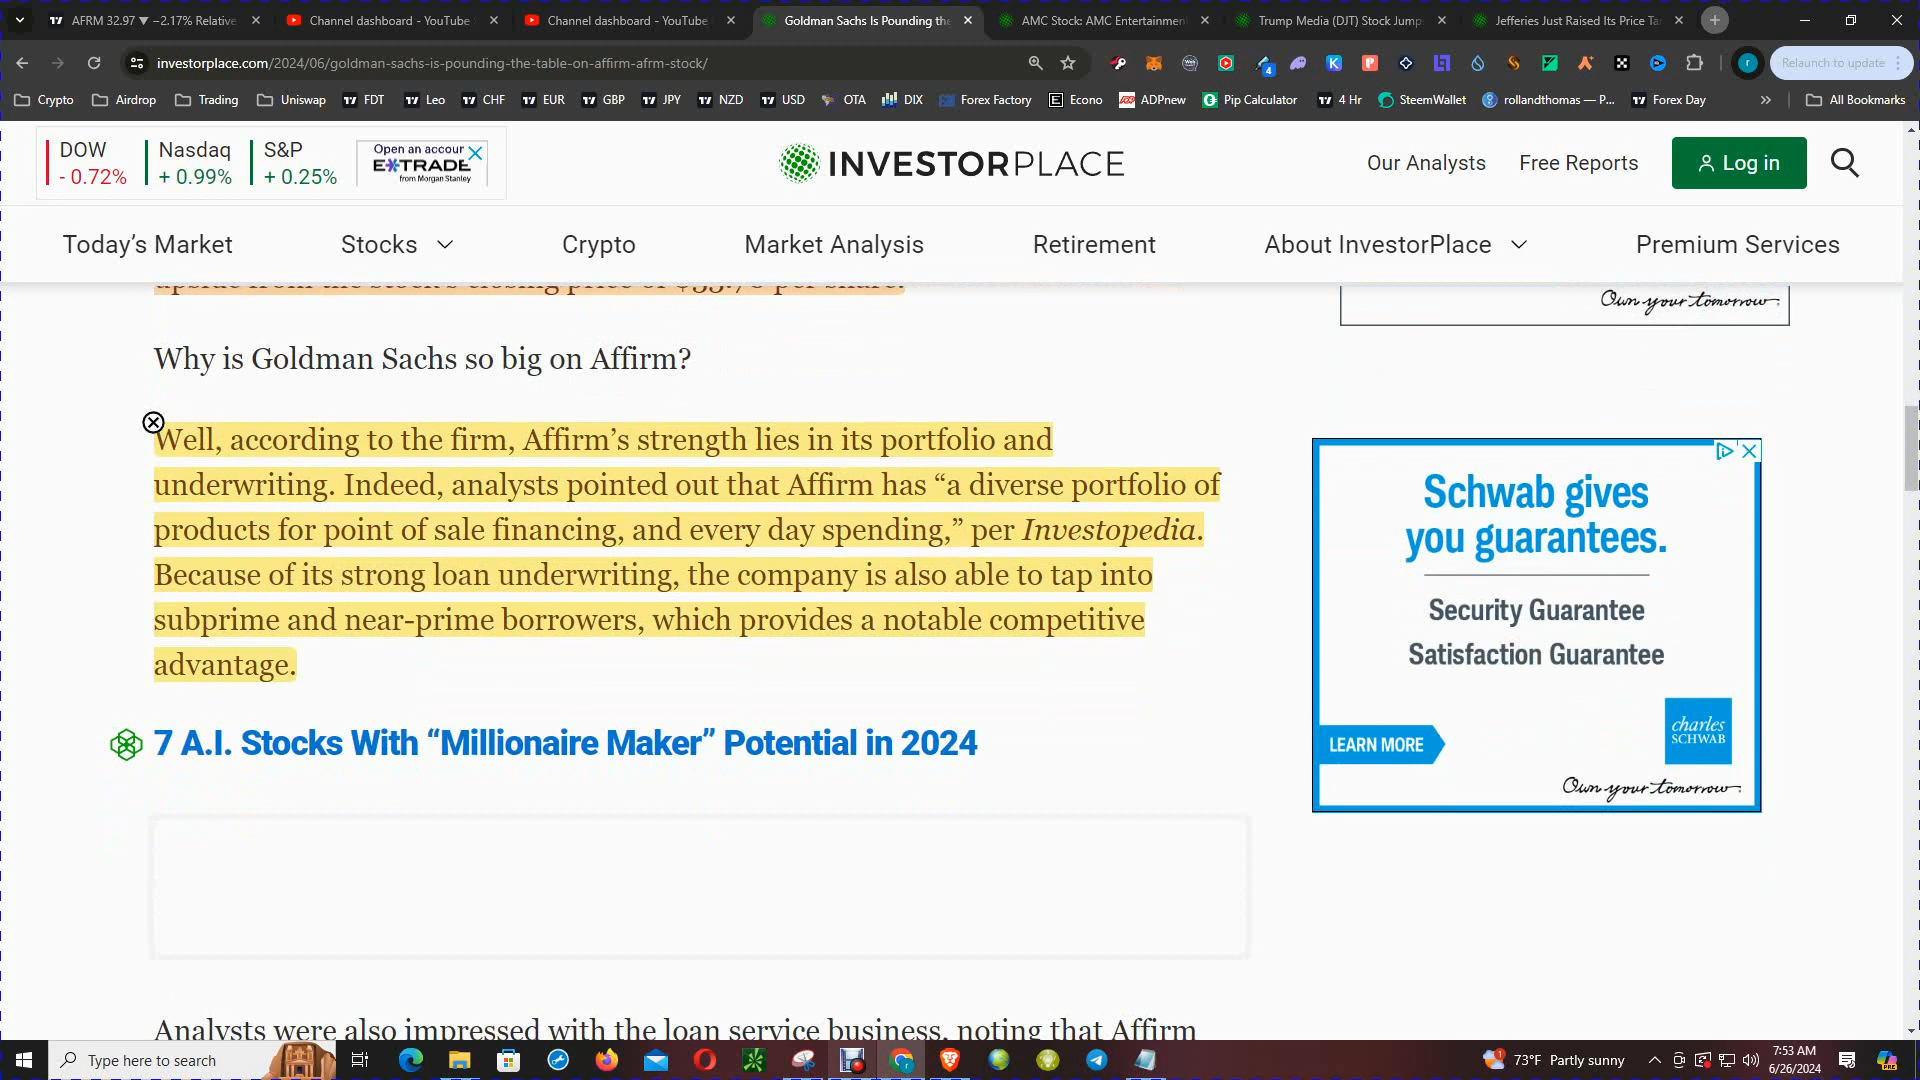 AFRM 32.97 ▼ −2.17% Relative
Channel dashboard - YouTube
Channel dashboard - YouTube
Goldman Sachs Is Pounding the
AMC Stock: AMC Entertainmen
Trump Media (DJT) Stock Jump
Jefferies Just Raised Its Price Ta
investorplace.com/2024/06/goldman-sachs-is-pounding-the-table-on-affirm-afrm-stock/
4
Relaunch to update
Crypto
Airdrop
Trading
Uniswap
FDT
Leo
CHF
EUR
GBP
JPY
NZD
USD
OTA
DIX
Forex Factory
Econo
ADPnew
Pip Calculator
4 Hr
SteemWallet
rollandthomas — P...
Forex Day
All Bookmarks
DOW
- 0.72%
Nasdaq
+ 0.99%
S&P
+ 0.25%
Open an accour
E*TRADE
from Morgan Stanley
INVESTORPLACE
Our Analysts
Free Reports
Log in
Today’s Market
Stocks
Crypto
Market Analysis
Retirement
About InvestorPlace
Premium Services
upside from the stock’s closing price of $33.78 per share.
Own your tomorrow.
Why is Goldman Sachs so big on Affirm?
Well, according to the firm, Affirm’s strength lies in its portfolio and
underwriting. Indeed, analysts pointed out that Affirm has “a diverse portfolio of
products for point of sale financing, and every day spending,” per Investopedia.
Because of its strong loan underwriting, the company is also able to tap into
subprime and near-prime borrowers, which provides a notable competitive
advantage.
Schwab gives
you guarantees.
Security Guarantee
Satisfaction Guarantee
LEARN MORE
charles
SCHWAB
Own your tomorrow.
7 A.I. Stocks With “Millionaire Maker” Potential in 2024
Analysts were also impressed with the loan service business, noting that Affirm
Type here to search
73°F Partly sunny
7:53 AM
6/26/2024